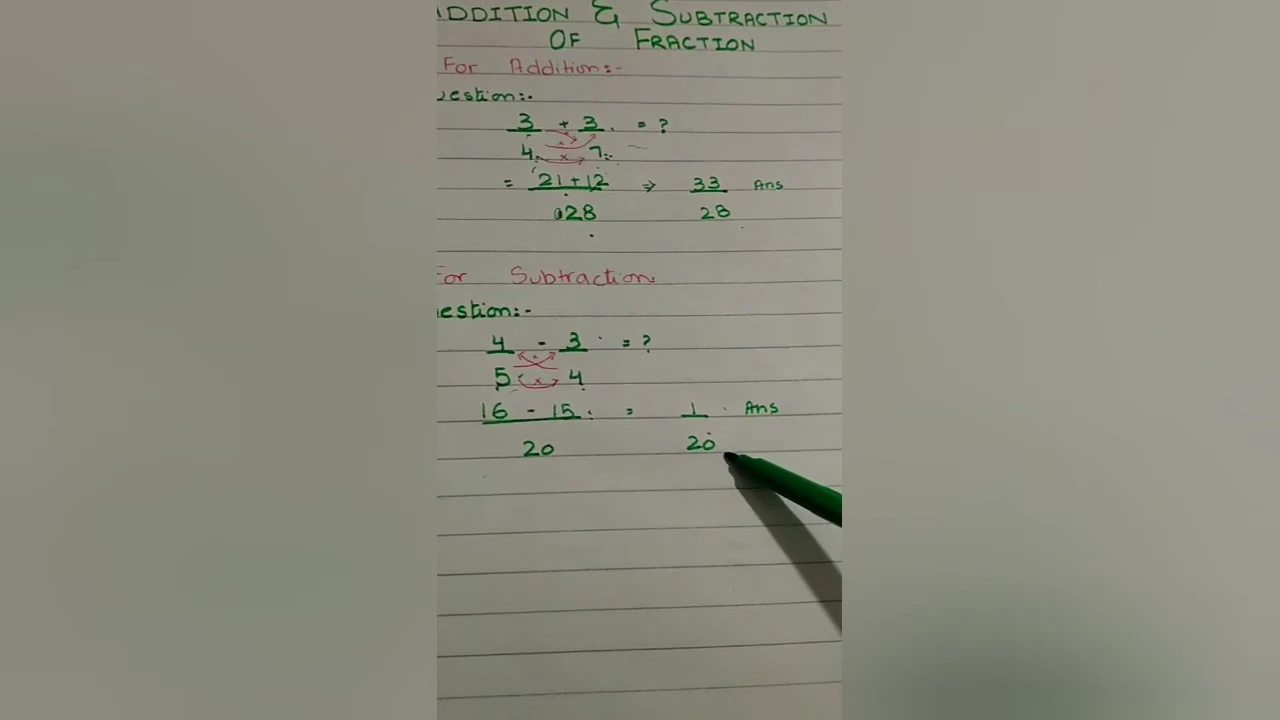 ADDITION & SUBTRACTION
OF FRACTION
For Addition:-
uestion:-
3 + 3 = ?
4 × 7
= 21 + 12 ⇒ 33 Ans
28 28
For Subtraction
estion:-
4 - 3 = ?
5 × 4
16 - 15 = 1 Ans
20 20